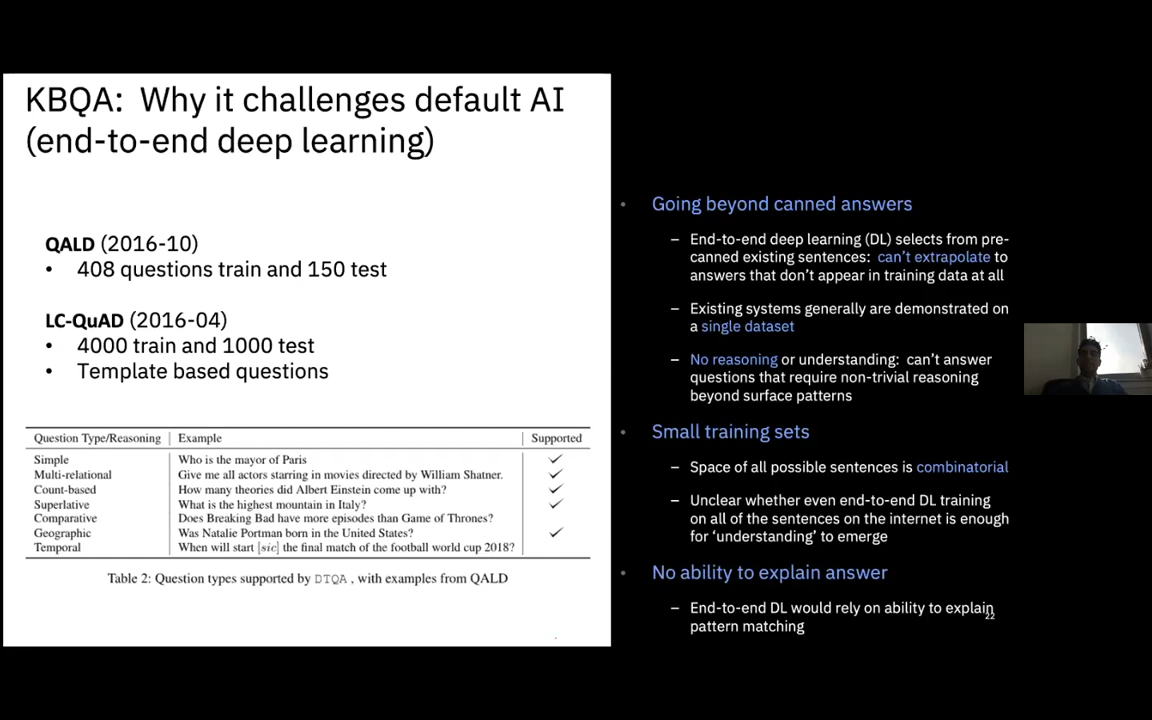 KBQA: Why it challenges default AI
(end-to-end deep learning)
QALD (2016-10)
• 408 questions train and 150 test
LC-QuAD (2016-04)
• 4000 train and 1000 test
• Template based questions
Question Type/Reasoning | Example | Supported
Simple | Who is the mayor of Paris | ✓
Multi-relational | Give me all actors starring in movies directed by William Shatner. | ✓
Count-based | How many theories did Albert Einstein come up with? | ✓
Superlative | What is the highest mountain in Italy? | ✓
Comparative | Does Breaking Bad have more episodes than Game of Thrones?
Geographic | Was Natalie Portman born in the United States? | ✓
Temporal | When will start [sic] the final match of the football world cup 2018?
Table 2: Question types supported by DTQA , with examples from QALD
• Going beyond canned answers
– End-to-end deep learning (DL) selects from pre-
canned existing sentences: can't extrapolate to
answers that don't appear in training data at all
– Existing systems generally are demonstrated on
a single dataset
– No reasoning or understanding: can't answer
questions that require non-trivial reasoning
beyond surface patterns
• Small training sets
– Space of all possible sentences is combinatorial
– Unclear whether even end-to-end DL training
on all of the sentences on the internet is enough
for 'understanding' to emerge
• No ability to explain answer
– End-to-end DL would rely on ability to explain
pattern matching
22